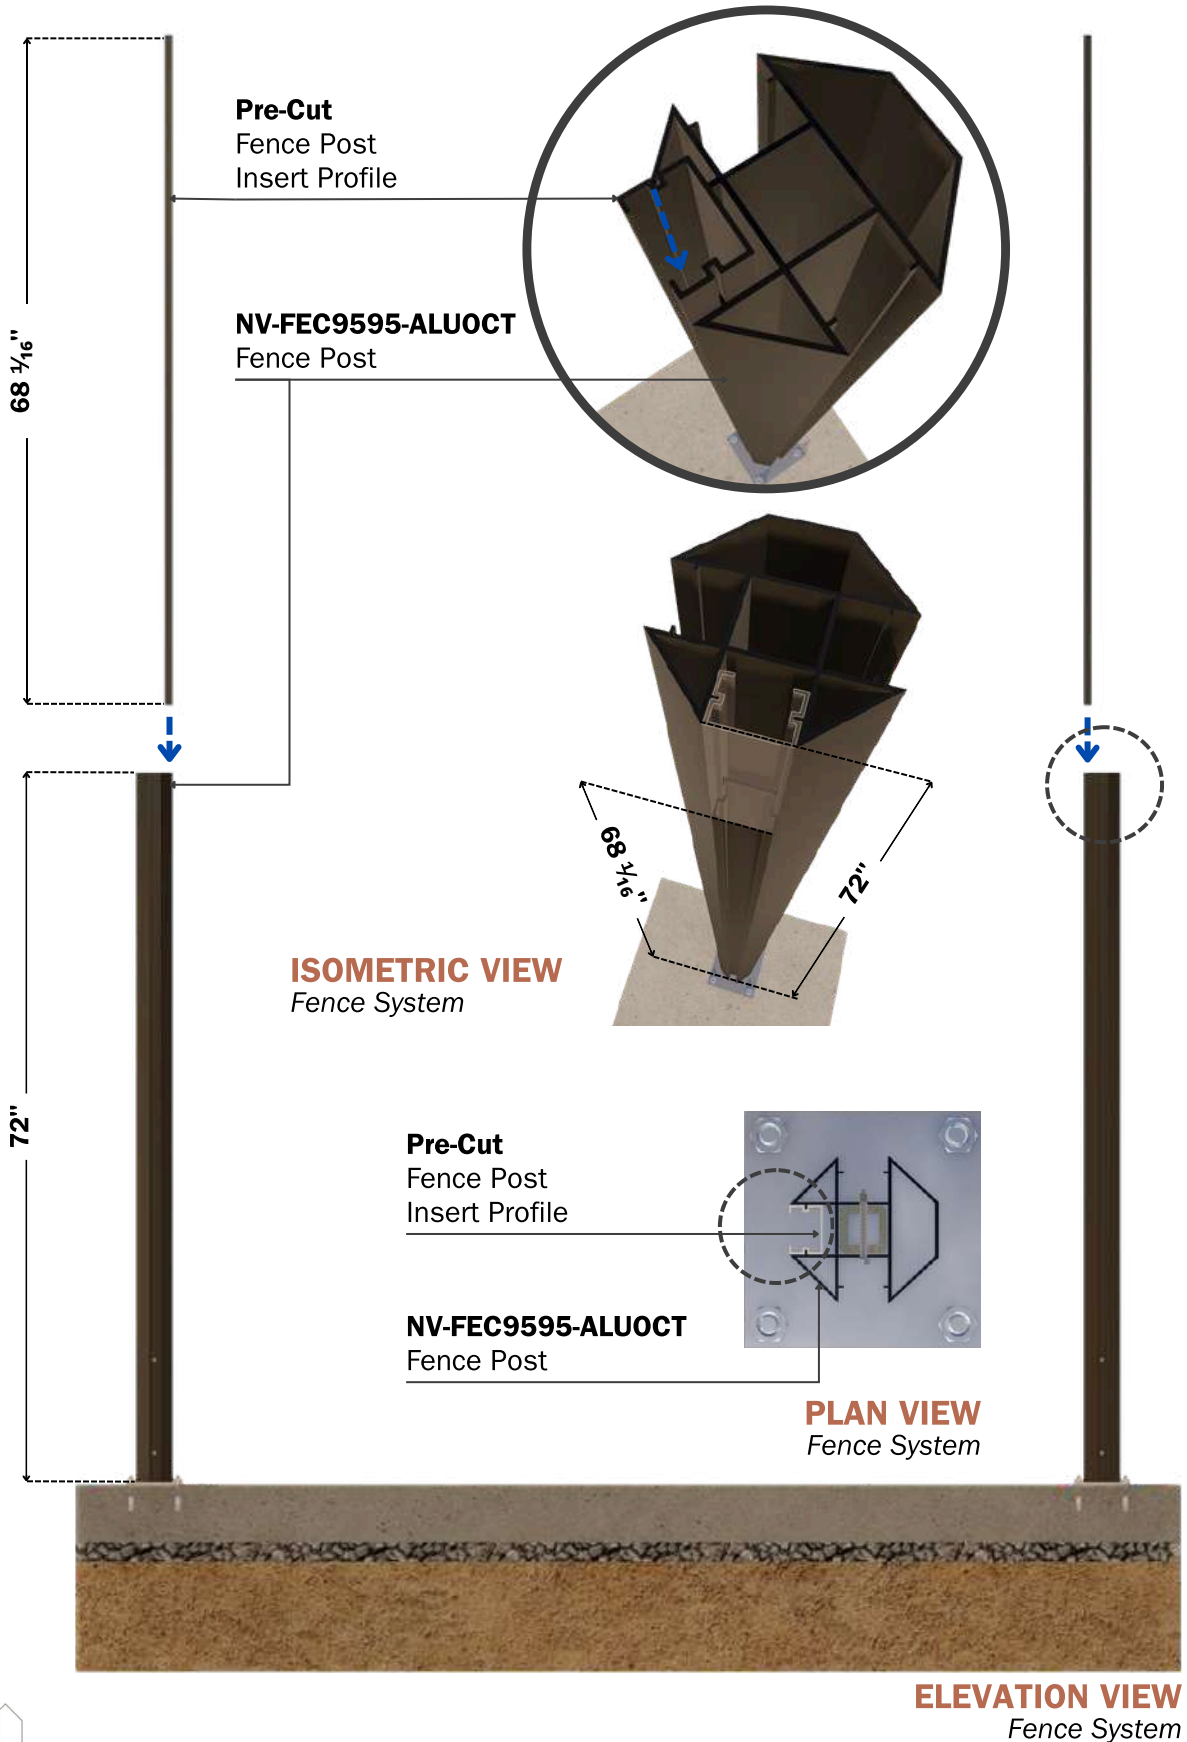 Pre-Cut
Fence Post
Insert Profile
68 ¹⁄₁₆"
NV-FEC9595-ALUOCT
Fence Post
68 ¹⁄₁₆"
72"
ISOMETRIC VIEW
Fence System
72"
Pre-Cut
Fence Post
Insert Profile
NV-FEC9595-ALUOCT
Fence Post
PLAN VIEW
Fence System
ELEVATION VIEW
Fence System